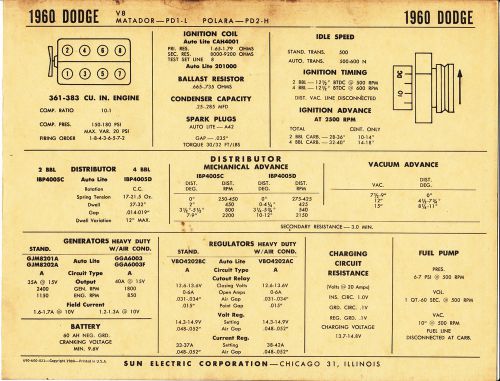 1960 DODGE
V8
MATADOR—PD1-L POLARA—PD2-H
1960 DODGE
4 6 8
361-383 CU. IN. ENGINE
COMP. RATIO 10-1
COMP. PRES. 150-180 PSI
MAX. VAR. 20 PSI
FIRING ORDER 1-8-4-3-6-5-7-2
IGNITION COIL
Auto Lite CAH4001
PRI. RES. 1.65-1.79 OHMS
SEC. RES. 8000-9200 OHMS
TEST SET LINE 8
Auto Lite 201000
BALLAST RESISTOR
.665-.735 OHMS
CONDENSER CAPACITY
.25-.285 MFD
SPARK PLUGS
AUTO LITE—A42
GAP : .035"
TORQUE 30/32 FT/LBS
IDLE SPEED
STAND. TRANS. 500
AUTO. TRANS. 500-600 N
IGNITION TIMING
2 BBL — 12½° BTDC @ 500 RPM
4 BBL — 12½° BTDC @ 600 RPM
DIST. VAC. LINE DISCONNECTED
IGNITION ADVANCE
AT 2500 RPM
TOTAL CENT. ONLY
2 BBL CARB. — 28-36° 10-14°
4 BBL CARB. — 32-40° 14-18°
10 DC
DISTRIBUTOR
2 BBL DISTRIBUTOR 4 BBL
IBP4005C Auto Lite IBP4005D
Rotation C.C.
Spring Tension 17-21.5 Oz.
Dwell 27-32°
Gap .014-.019"
Dwell Variation 12° MAX.
MECHANICAL ADVANCE
IBP4005C IBP4005D
DIST. DEG. DIST. RPM DIST. DEG. DIST. RPM
0° 250-450 0° 275-425
2° 450 0-4½° 425
3½°-5½° 800 3½°-5½° 540
7-9° 2200 10-12° 2150
VACUUM ADVANCE
VAC. DIST. DEG.
7½-9" 0°
12" 4½-7½°
15" 8½-11°
SECONDARY RESISTANCE — 3.0 MIN.
GENERATORS HEAVY DUTY
STAND. W/AIR COND.
GJM8201A Auto Lite GGA6003
GJM8202A GGA6003F
A Circuit Type A
35A @ 15V Output 40A @ 15V
2400 GEN. RPM 1800
1150 ENG. RPM 850
Field Current
1.6-1.7A @ 10V 1.2-1.3A @ 10V
BATTERY
60 AH NEG. GRD.
CRANKING VOLTAGE
MIN. 9.6V
REGULATORS HEAVY DUTY
STAND. W/AIR COND.
VBO4202BC Auto Lite VBO4202AC
A Circuit Type A
Cutout Relay
12.6-13.6V Closing Volts 12.6-13.6V
0-6A Open Amps 0-6A
.031-.034" Air Gap .031-.034"
.015" Point Gap .015"
Volt Reg.
14.3-14.9V Setting 14.3-14.9V
.048-.052" Air Gap .048-.052"
Current Reg.
33-37A Setting 38-42A
.048-.052" Air Gap .048-.052"
CHARGING
CIRCUIT
RESISTANCE
(Volts @ 20 Amps)
INS. CIRC. 1.0V
GRD. CIRC. .1V
REG. GRD. .1V
CHARGING VOLTAGE
13.7-14.8V
FUEL PUMP
PRES.
6-7 PSI @ 500 RPM
VOL.
1 QT.-60 SEC. @ 500 RPM
VAC.
10" @ 500 RPM
FUEL LINE
DISCONNECTED AT CARB.
Copyright 1960—Printed in U.S.A.
SUN ELECTRIC CORPORATION—CHICAGO 31, ILLINOIS